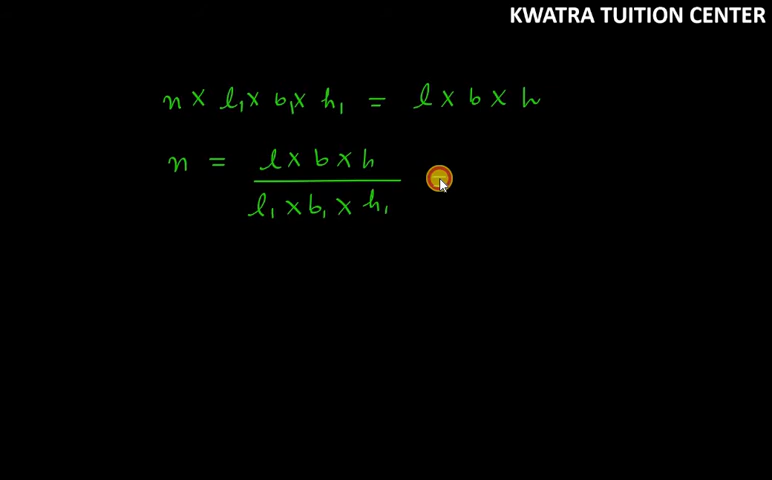 KWATRA TUITION CENTER
n × l₁ × b₁ × h₁ = l × b × h
n = l × b × h
l₁ × b₁ × h₁